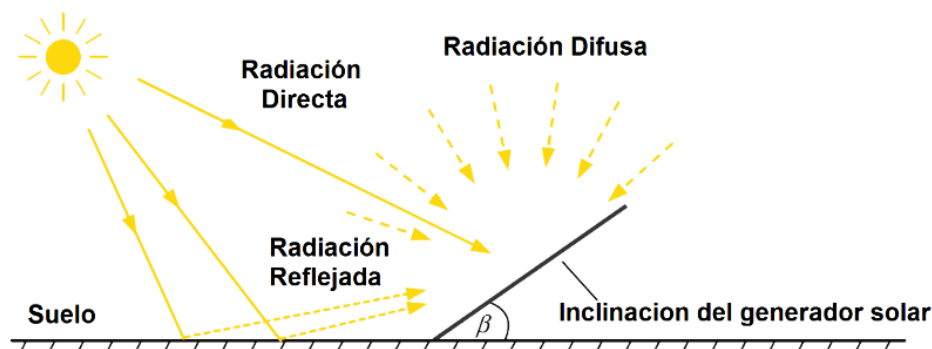 Radiación Difusa
Radiación
Directa
Radiación
Reflejada
Suelo
β
Inclinacion del generador solar